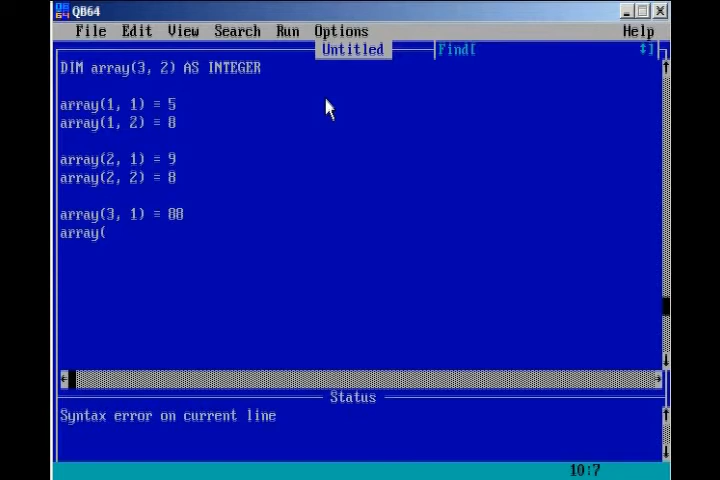 QB64
File Edit View Search Run Options Help
Untitled Find[ ↕]
DIM array(3, 2) AS INTEGER
array(1, 1) = 5
array(1, 2) = 8
array(2, 1) = 9
array(2, 2) = 8
array(3, 1) = 88
array(
Status
Syntax error on current line
10:7